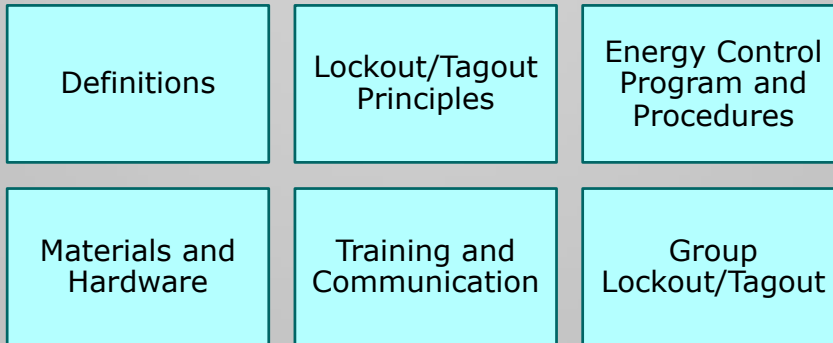 Definitions
Lockout/Tagout
Principles
Energy Control
Program and
Procedures
Materials and
Hardware
Training and
Communication
Group
Lockout/Tagout